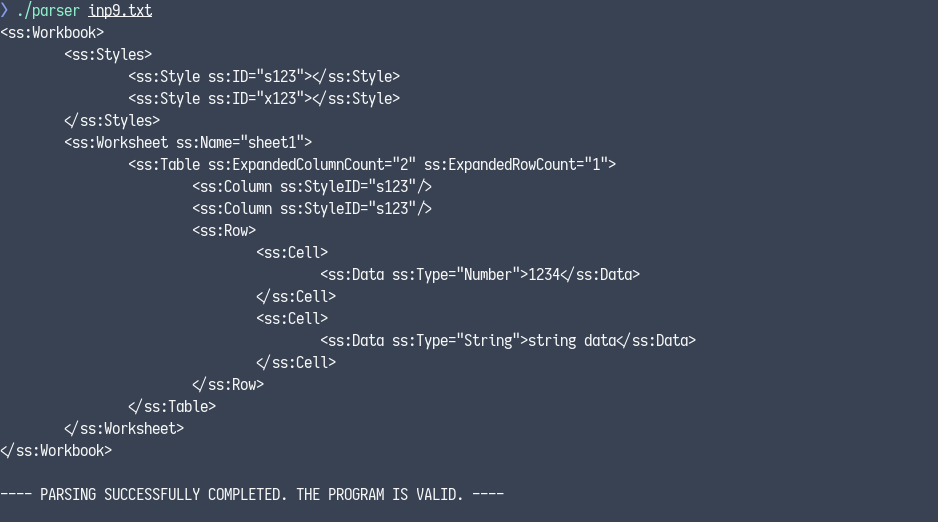 ❯ ./parser inp9.txt
<ss:Workbook>
        <ss:Styles>
                <ss:Style ss:ID="s123"></ss:Style>
                <ss:Style ss:ID="x123"></ss:Style>
        </ss:Styles>
        <ss:Worksheet ss:Name="sheet1">
                <ss:Table ss:ExpandedColumnCount="2" ss:ExpandedRowCount="1">
                        <ss:Column ss:StyleID="s123"/>
                        <ss:Column ss:StyleID="s123"/>
                        <ss:Row>
                                <ss:Cell>
                                        <ss:Data ss:Type="Number">1234</ss:Data>
                                </ss:Cell>
                                <ss:Cell>
                                        <ss:Data ss:Type="String">string data</ss:Data>
                                </ss:Cell>
                        </ss:Row>
                </ss:Table>
        </ss:Worksheet>
</ss:Workbook>

---- PARSING SUCCESSFULLY COMPLETED. THE PROGRAM IS VALID. ----